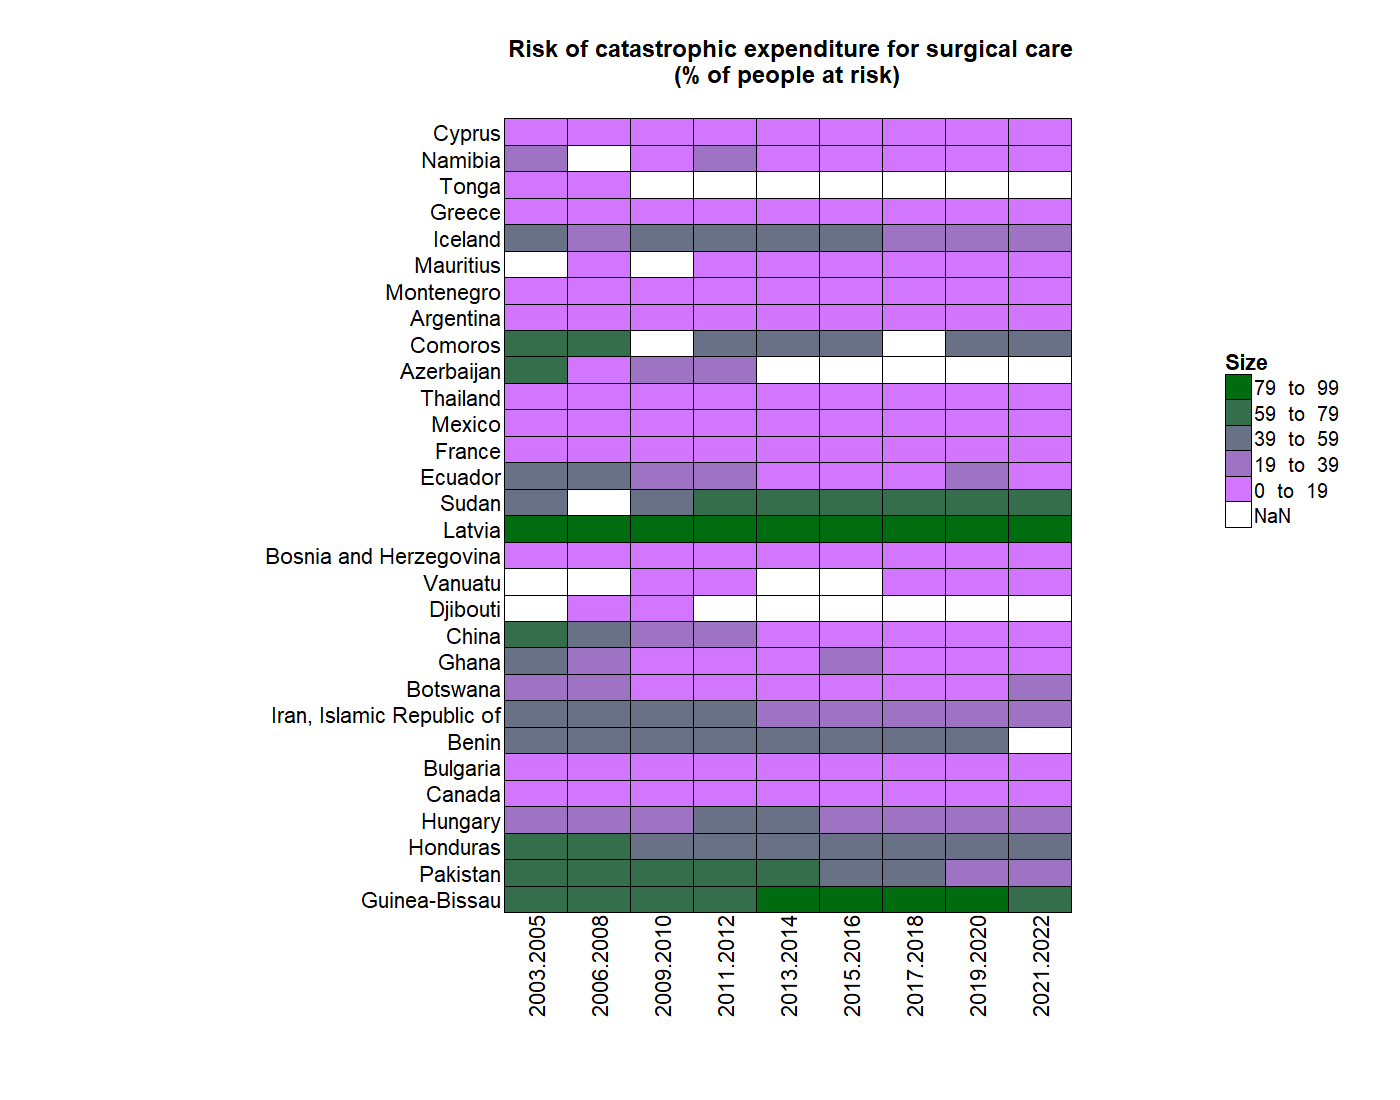 Risk of catastrophic expenditure for surgical care
(% of people at risk)
Cyprus
Namibia
Tonga
Greece
Iceland
Mauritius
Montenegro
Argentina
Comoros
Azerbaijan
Thailand
Mexico
France
Ecuador
Sudan
Latvia
Bosnia and Herzegovina
Vanuatu
Djibouti
China
Ghana
Botswana
Iran, Islamic Republic of
Benin
Bulgaria
Canada
Hungary
Honduras
Pakistan
Guinea-Bissau
2003.2005
2006.2008
2009.2010
2011.2012
2013.2014
2015.2016
2017.2018
2019.2020
2021.2022
Size
79 to 99
59 to 79
39 to 59
19 to 39
0 to 19
NaN